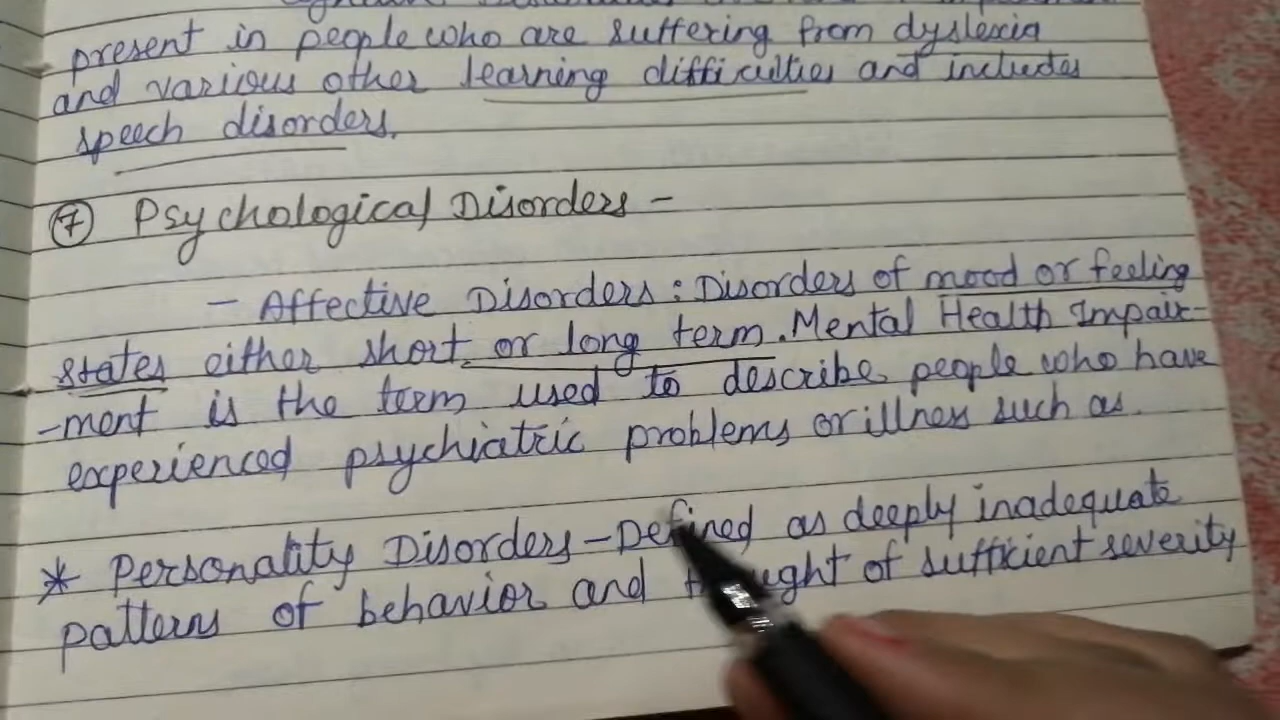 present in people who are suffering from dyslexia
and various other learning difficulties and includes
speech disorders.
⑦ Psychological Disorders -
- Affective Disorders : Disorders of mood or feeling
states either short or long term. Mental Health Impair-
-ment is the term used to describe people who have
experienced psychiatric problems or illness such as
* Personality Disorders - Defined as deeply inadequate
patterns of behavior and thought of sufficient severity